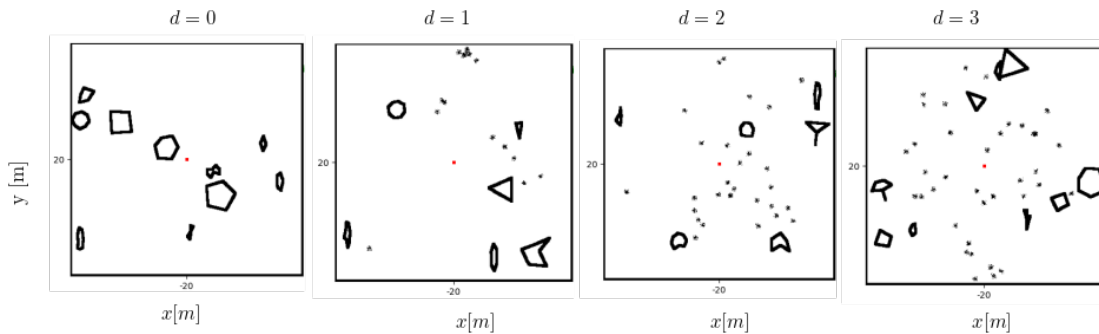 d = 0 d = 1 d = 2 d = 3
y [m] 20 20 20 20
-20 -20 -20 -20
x[m] x[m] x[m] x[m]